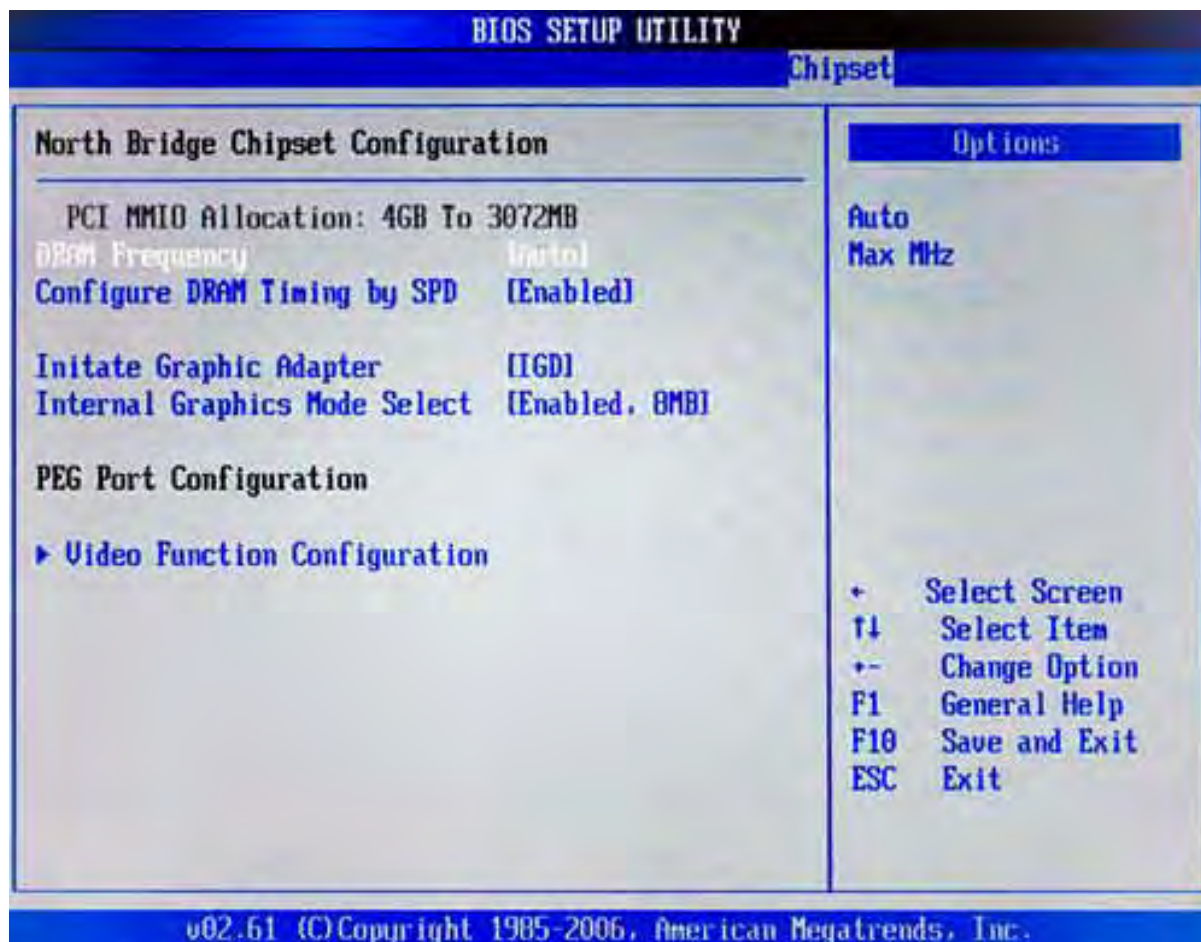 BIOS SETUP UTILITY
Chipset
North Bridge Chipset Configuration
PCI MMIO Allocation: 4GB To 3072MB
DRAM Frequency [Auto]
Configure DRAM Timing by SPD [Enabled]
Initate Graphic Adapter [IGD]
Internal Graphics Mode Select [Enabled, 8MB]
PEG Port Configuration
▶ Video Function Configuration
Options
Auto
Max MHz
← Select Screen
↑↓ Select Item
+- Change Option
F1 General Help
F10 Save and Exit
ESC Exit
v02.61 (C)Copyright 1985-2006, American Megatrends, Inc.